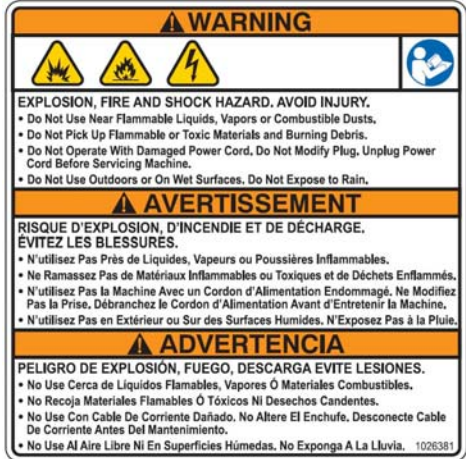 WARNING
EXPLOSION, FIRE AND SHOCK HAZARD. AVOID INJURY.
• Do Not Use Near Flammable Liquids, Vapors or Combustible Dusts.
• Do Not Pick Up Flammable or Toxic Materials and Burning Debris.
• Do Not Operate With Damaged Power Cord. Do Not Modify Plug. Unplug Power
Cord Before Servicing Machine.
• Do Not Use Outdoors or On Wet Surfaces. Do Not Expose to Rain.
AVERTISSEMENT
RISQUE D'EXPLOSION, D'INCENDIE ET DE DÉCHARGE.
ÉVITEZ LES BLESSURES.
• N'utilisez Pas Près de Liquides, Vapeurs ou Poussières Inflammables.
• Ne Ramassez Pas de Matériaux Inflammables ou Toxiques et de Déchets Enflammés.
• N'utilisez Pas la Machine Avec un Cordon d'Alimentation Endommagé. Ne Modifiez
Pas la Prise. Débranchez le Cordon d'Alimentation Avant d'Entretenir la Machine.
• N'utilisez Pas en Extérieur ou Sur des Surfaces Humides. N'Exposez Pas à la Pluie.
ADVERTENCIA
PELIGRO DE EXPLOSIÓN, FUEGO, DESCARGA EVITE LESIONES.
• No Use Cerca de Líquidos Flamables, Vapores Ó Materiales Combustibles.
• No Recoja Materiales Flamables Ó Tóxicos Ni Desechos Candentes.
• No Use Con Cable De Corriente Dañado. No Altere El Enchufe. Desconecte Cable
De Corriente Antes Del Mantenimiento.
• No Use Al Aire Libre Ni En Superficies Húmedas. No Exponga A La Lluvia. 1026381